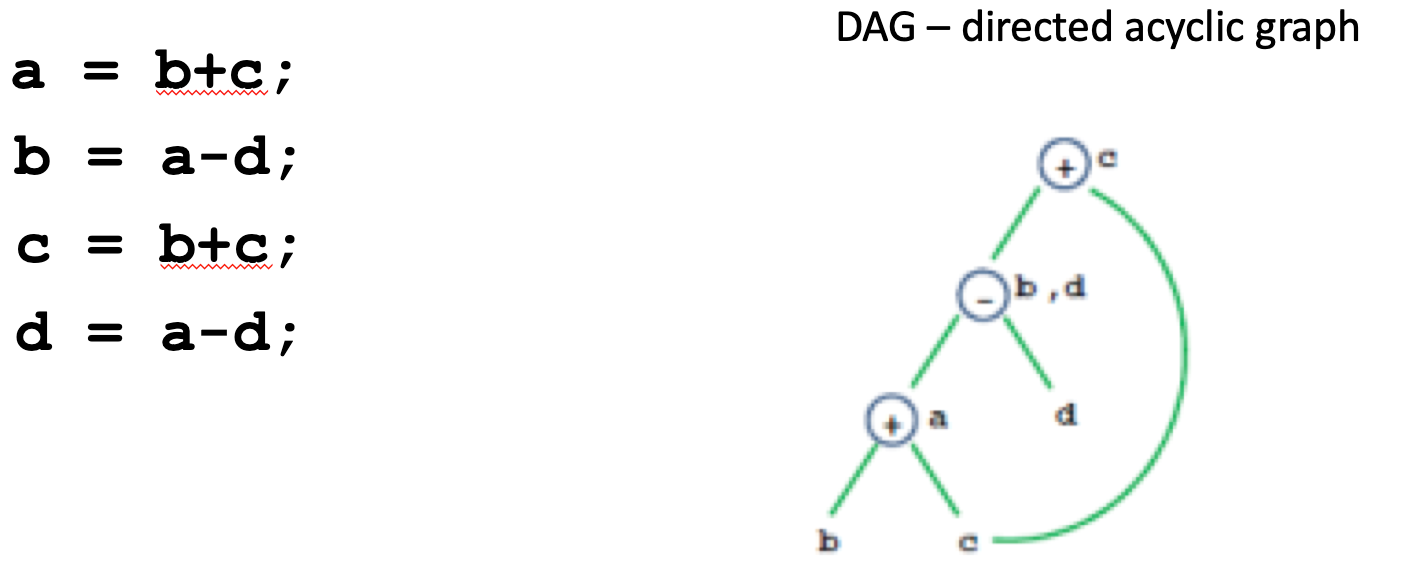 DAG – directed acyclic graph
a = b+c;
b = a-d;
c = b+c;
d = a-d;
+ c
- b,d
+ a
d
b
c